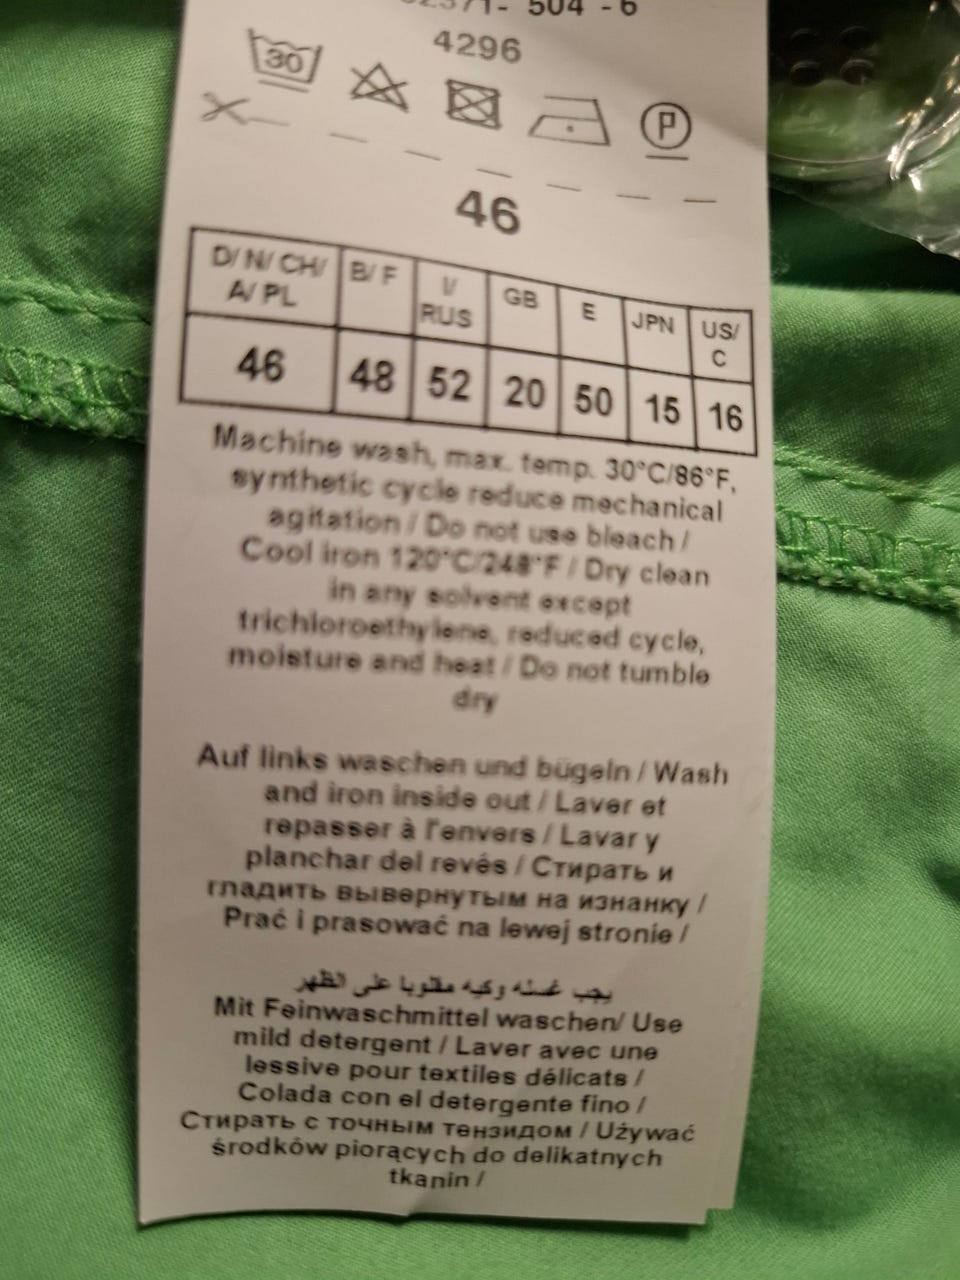 504 - 6
4296
30
P
46
D/ N/ CH/ A/ PL B/ F I/ RUS GB E JPN US/ C
46 48 52 20 50 15 16
Machine wash, max. temp. 30°C/86°F,
synthetic cycle reduce mechanical
agitation / Do not use bleach /
Cool iron 120°C/248°F / Dry clean
in any solvent except
trichloroethylene, reduced cycle,
moisture and heat / Do not tumble
dry
Auf links waschen und bügeln / Wash
and iron inside out / Laver et
repasser à l'envers / Lavar y
planchar del revés / Стирать и
гладить вывернутым на изнанку /
Prać i prasować na lewej stronie /
يجب غسله وكيه مقلوبا على الظهر
Mit Feinwaschmittel waschen/ Use
mild detergent / Laver avec une
lessive pour textiles délicats /
Colada con el detergente fino /
Стирать с точным тензидом / Używać
środków piorących do delikatnych
tkanin /